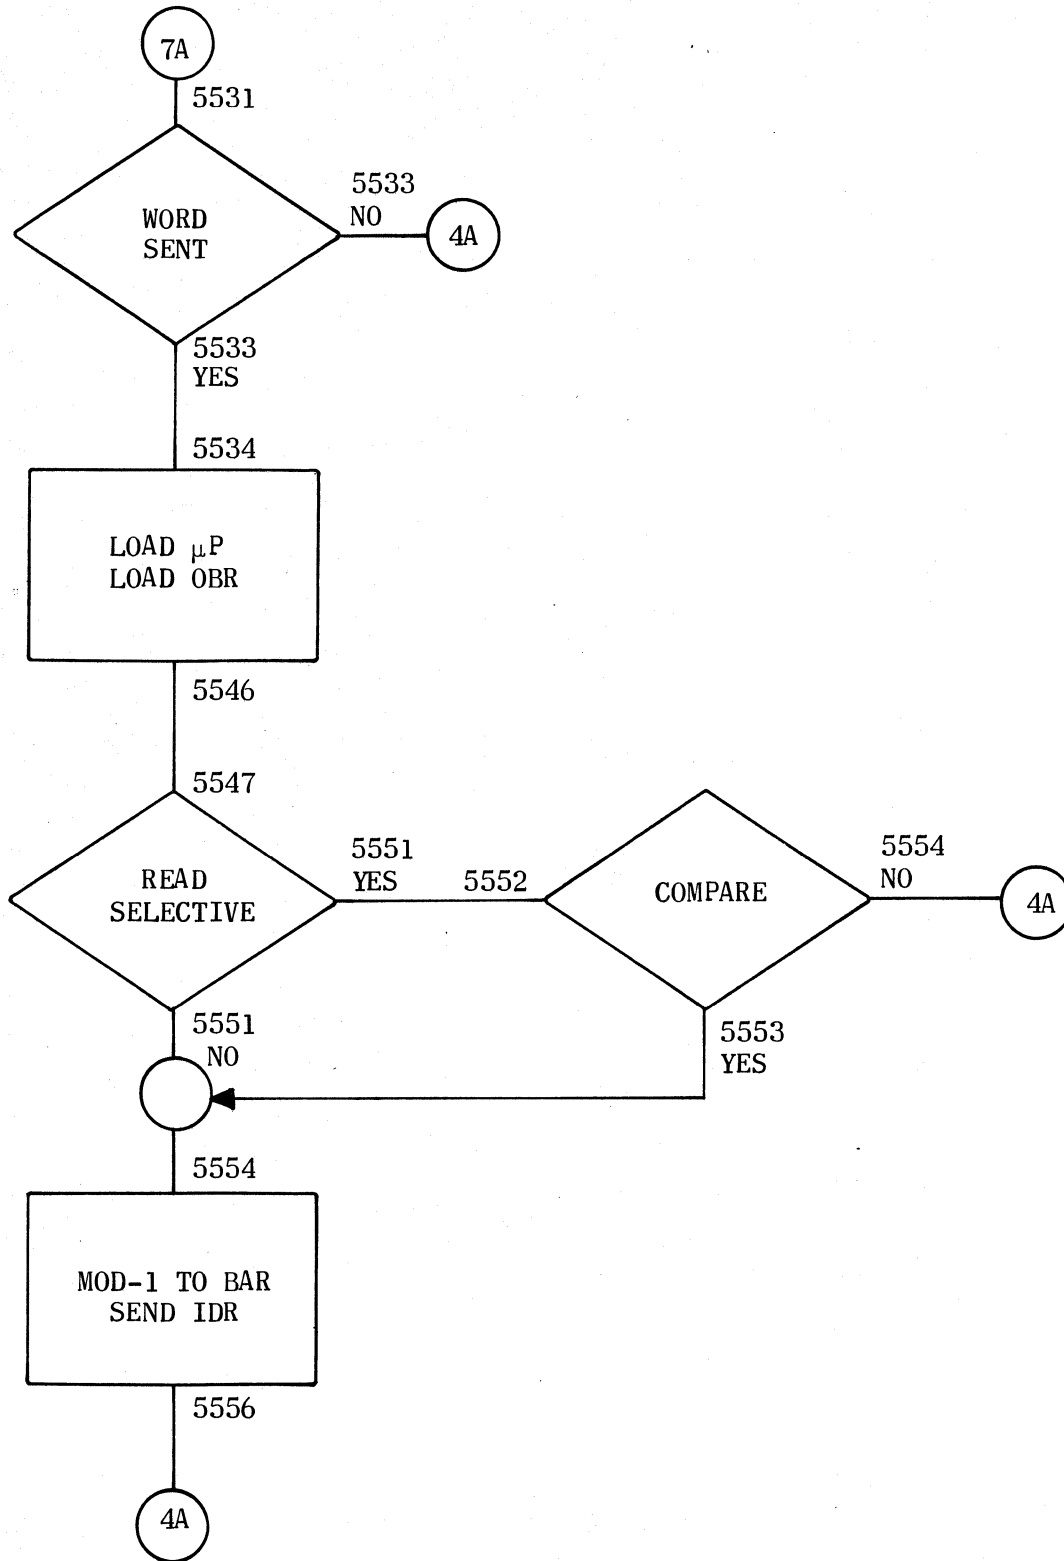 7A
5531
WORD
SENT
5533
NO
4A
5533
YES
5534
LOAD μP
LOAD OBR
5546
5547
READ
SELECTIVE
5551
YES
5552
COMPARE
5554
NO
4A
5551
NO
5553
YES
5554
MOD-1 TO BAR
SEND IDR
5556
4A